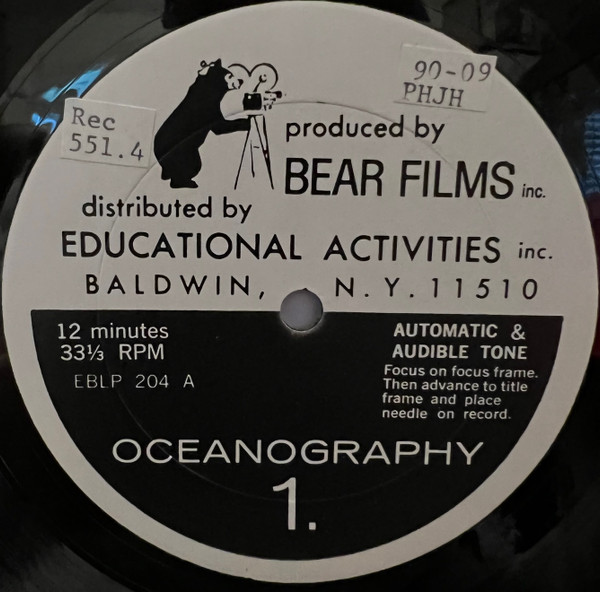 90-09
PHJH
Rec
551.4
produced by
BEAR FILMS inc.
distributed by
EDUCATIONAL ACTIVITIES inc.
BALDWIN, N.Y. 11510
12 minutes
33⅓ RPM
EBLP 204 A
AUTOMATIC &
AUDIBLE TONE
Focus on focus frame.
Then advance to title
frame and place
needle on record.
OCEANOGRAPHY
1.